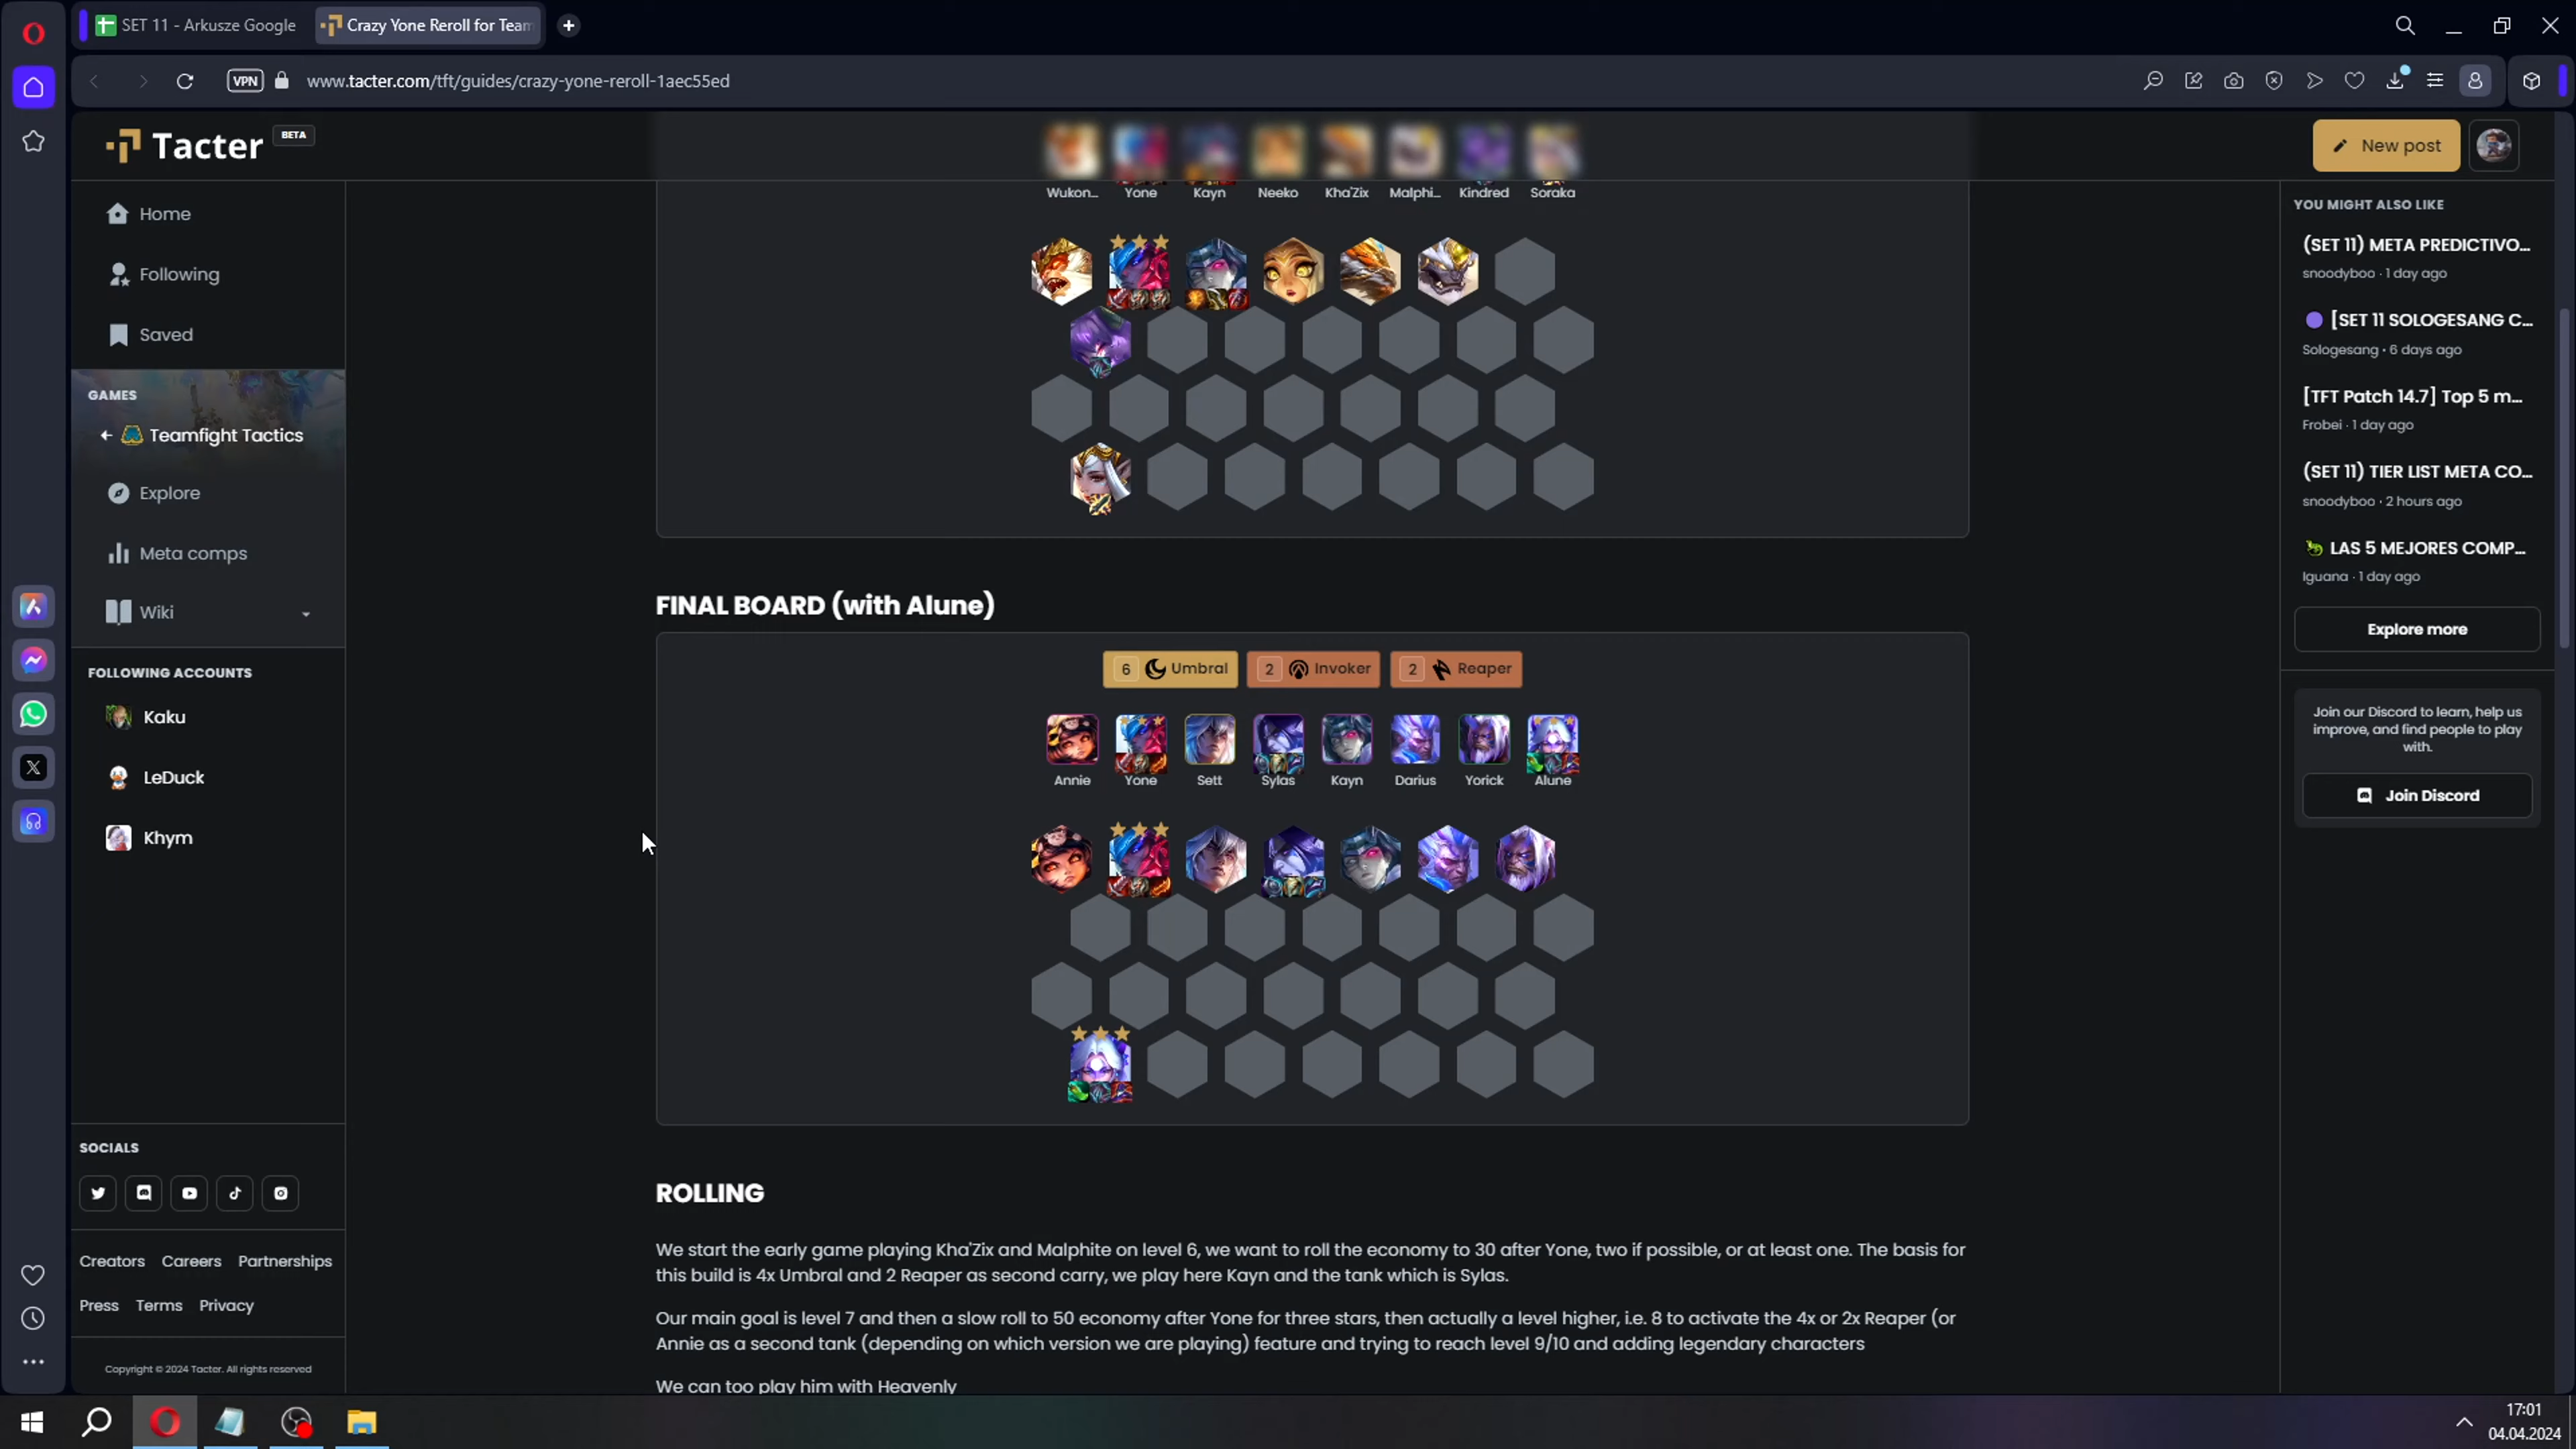 SET 11 - Arkusze Google
Crazy Yone Reroll for Team
VPN
www.tacter.com/tft/guides/crazy-yone-reroll-1aec55ed
Tacter
BETA
New post
Home
Following
Saved
GAMES
Teamfight Tactics
Explore
Meta comps
Wiki
FOLLOWING ACCOUNTS
Kaku
LeDuck
Khym
SOCIALS
Creators Careers Partnerships
Press Terms Privacy
Copyright © 2024 Tacter. All rights reserved
Wukon... Yone Kayn Neeko Kha'Zix Malphi... Kindred Soraka
FINAL BOARD (with Alune)
6 Umbral 2 Invoker 2 Reaper
Annie Yone Sett Sylas Kayn Darius Yorick Alune
ROLLING
We start the early game playing Kha'Zix and Malphite on level 6, we want to roll the economy to 30 after Yone, two if possible, or at least one. The basis for
this build is 4x Umbral and 2 Reaper as second carry, we play here Kayn and the tank which is Sylas.
Our main goal is level 7 and then a slow roll to 50 economy after Yone for three stars, then actually a level higher, i.e. 8 to activate the 4x or 2x Reaper (or
Annie as a second tank (depending on which version we are playing) feature and trying to reach level 9/10 and adding legendary characters
We can too play him with Heavenly
YOU MIGHT ALSO LIKE
(SET 11) META PREDICTIVO...
snoodyboo · 1 day ago
[SET 11 SOLOGESANG C...
Sologesang · 6 days ago
[TFT Patch 14.7] Top 5 m...
Frobei · 1 day ago
(SET 11) TIER LIST META CO...
snoodyboo · 2 hours ago
LAS 5 MEJORES COMP...
Iguana · 1 day ago
Explore more
Join our Discord to learn, help us
improve, and find people to play
with.
Join Discord
17:01
04.04.2024